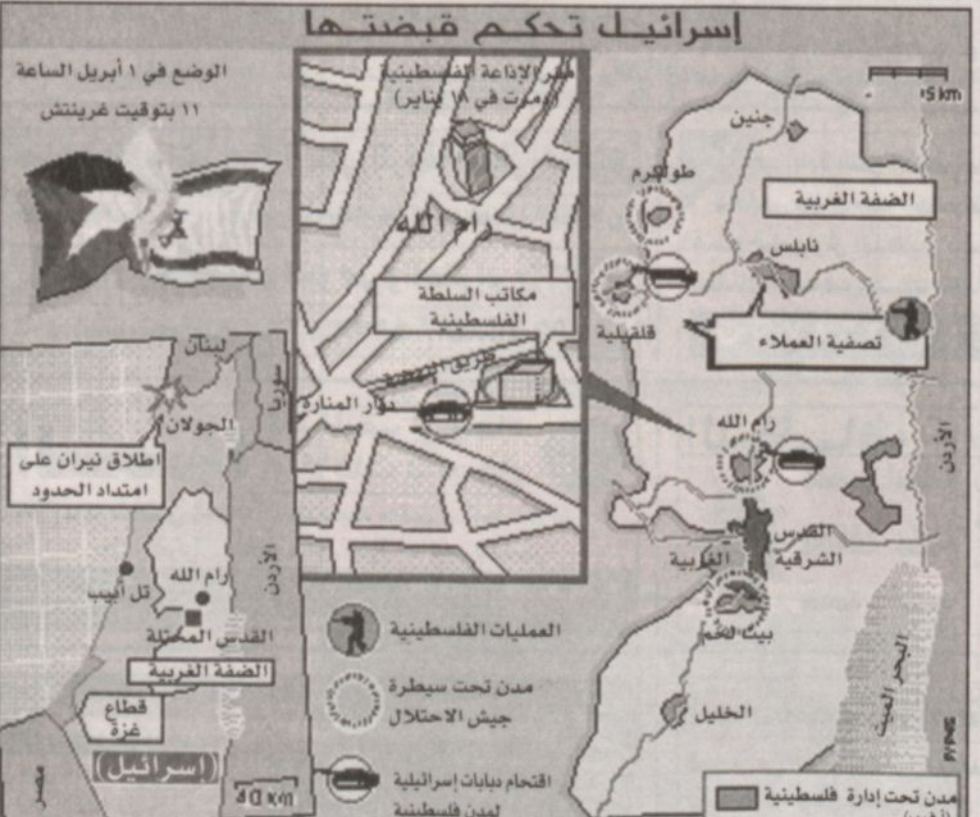 إسرائيل تحكم قبضتها
الوضع في ١ أبريل الساعة
١١ بتوقيت غرينتش
مقر الإذاعة الفلسطينية
(دمرت في ١٨ يناير)
رام الله
مكاتب السلطة
الفلسطينية
طريق
دوار المنارة
5 km
جنين
طولكرم
الضفة الغربية
نابلس
قلقيلية
تصفية العملاء
رام الله
الأردن
القدس
الشرقية
الغربية
بيت لحم
البحر الميت
الخليل
مدن تحت إدارة فلسطينية
لبنان
سوريا
الجولان
اطلاق نيران على
امتداد الحدود
الأردن
رام الله
تل أبيب
القدس المحتلة
الضفة الغربية
قطاع
غزة
(إسرائيل)
مصر
40 km
العمليات الفلسطينية
مدن تحت سيطرة
جيش الاحتلال
اقتحام دبابات إسرائيلية
لمدن فلسطينية